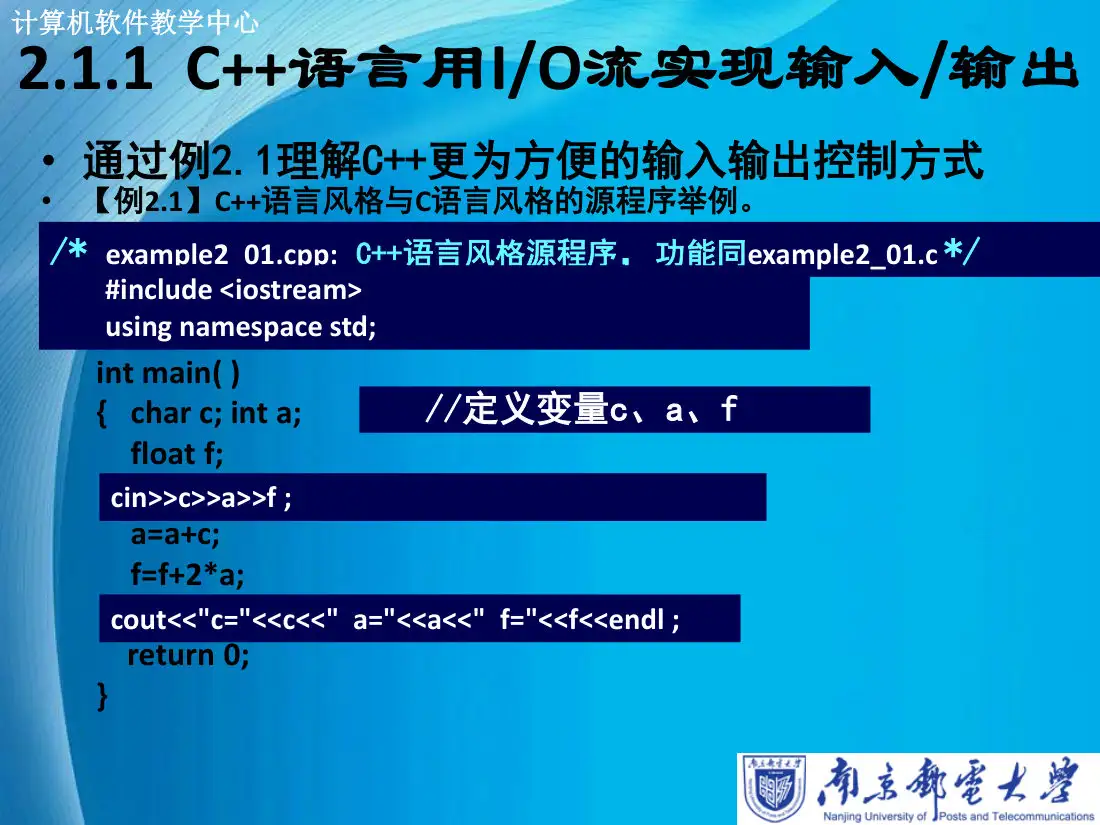 计算机软件教学中心
2.1.1 C++语言用I/O流实现输入/输出
• 通过例2.1理解C++更为方便的输入输出控制方式
• 【例2.1】C++语言风格与C语言风格的源程序举例。
/* example2_01.cpp: C++语言风格源程序. 功能同example2_01.c */
#include <iostream>
using namespace std;
int main( )
{ char c; int a; //定义变量c、a、f
float f;
cin>>c>>a>>f ;
a=a+c;
f=f+2*a;
cout<<"c="<<c<<" a="<<a<<" f="<<f<<endl ;
return 0;
}
南京邮电大学
Nanjing University of Posts and Telecommunications